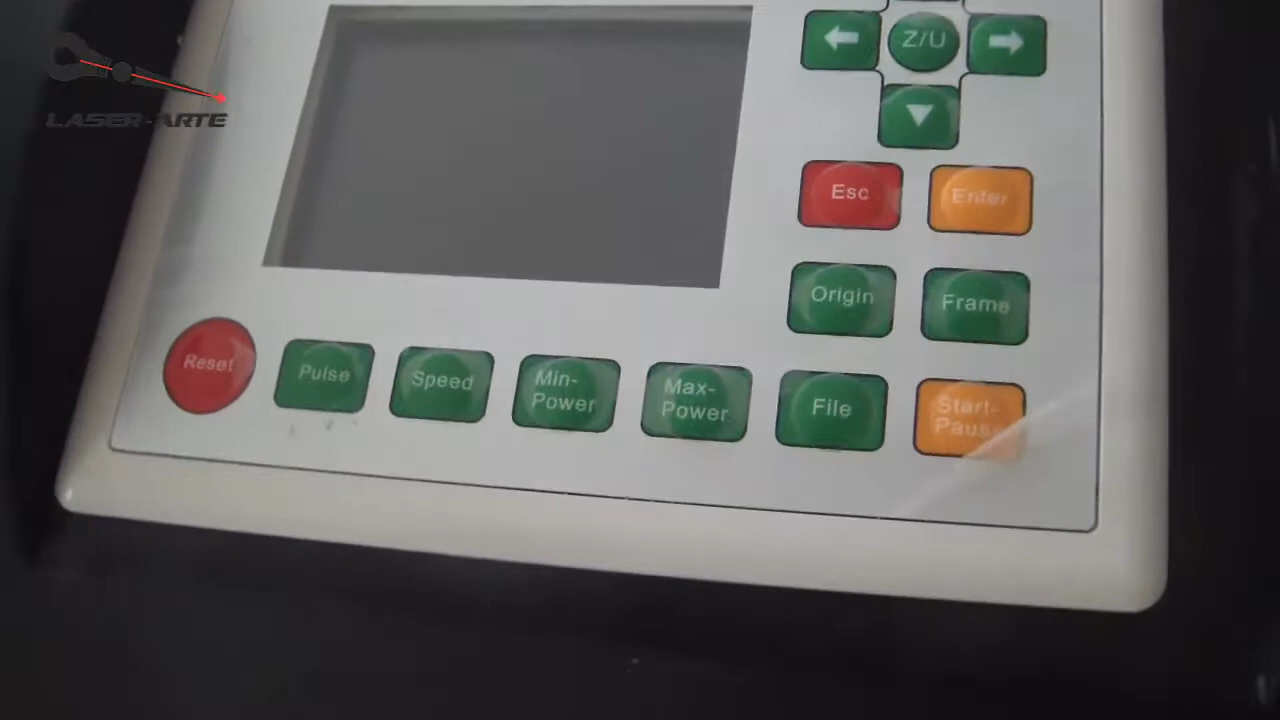 LASER-ARTE
Z/U
Esc
Enter
Origin
Frame
Reset
Pulse
Speed
Min-
Power
Max-
Power
File
Start-
Pause